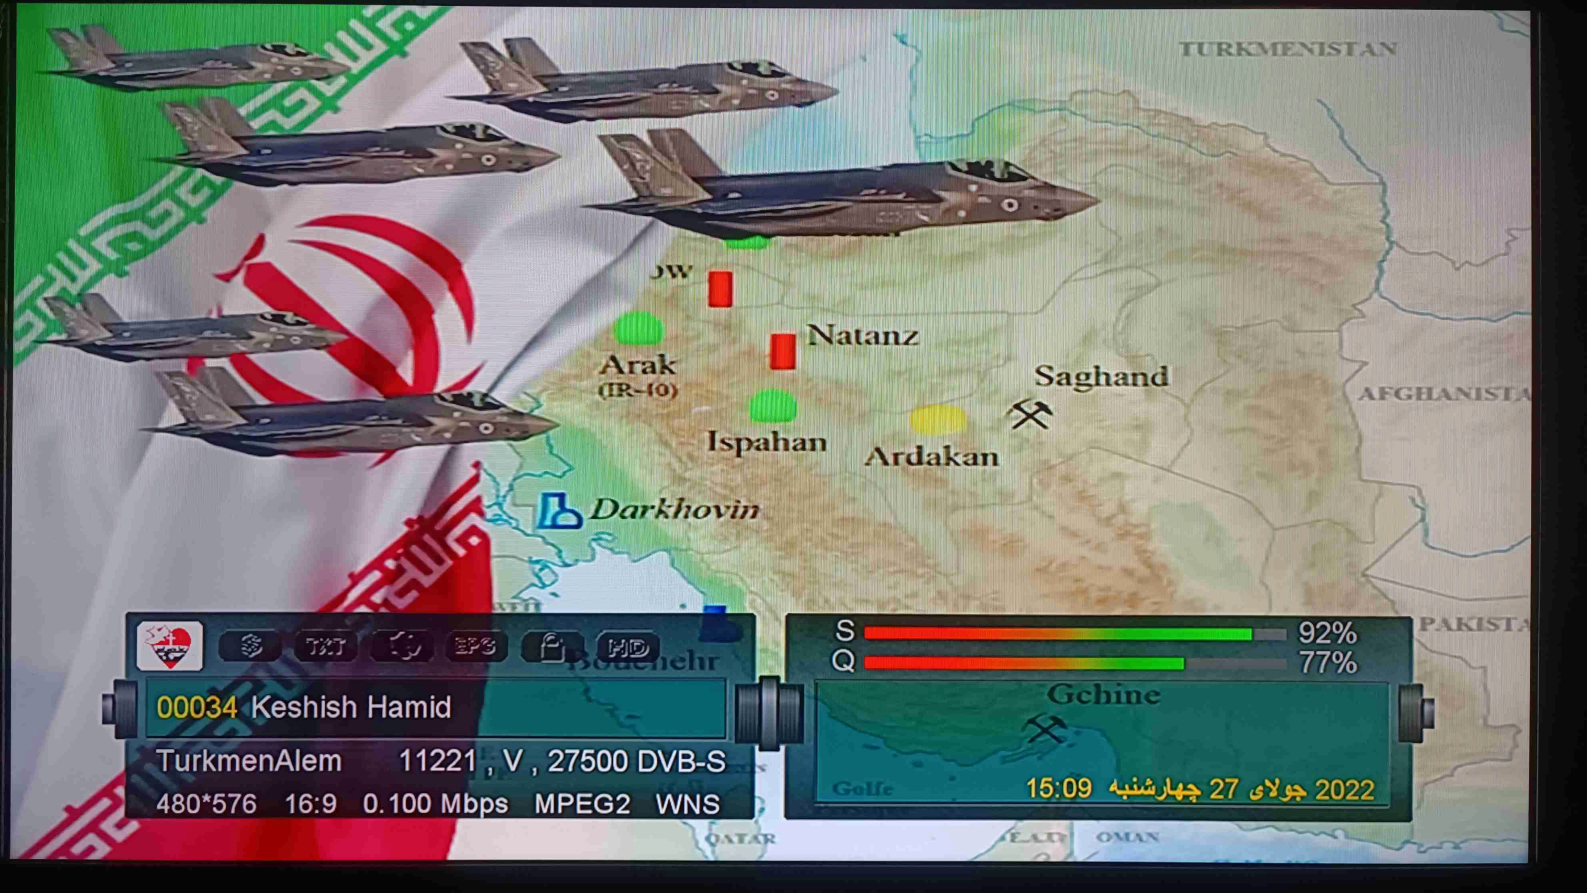 TURKMENISTAN
Natanz
Arak
(IR-40)
Saghand
AFGHANISTA
Ispahan
Ardakan
Darkhovin
PAKISTA
S 92%
Q 77%
TXT EPG HD
00034 Keshish Hamid
Gchine
TurkmenAlem 11221 , V , 27500 DVB-S
480*576 16:9 0.100 Mbps MPEG2 WNS
Golfe
15:09 چهارشنبه 27 جولای 2022
QATAR
OMAN